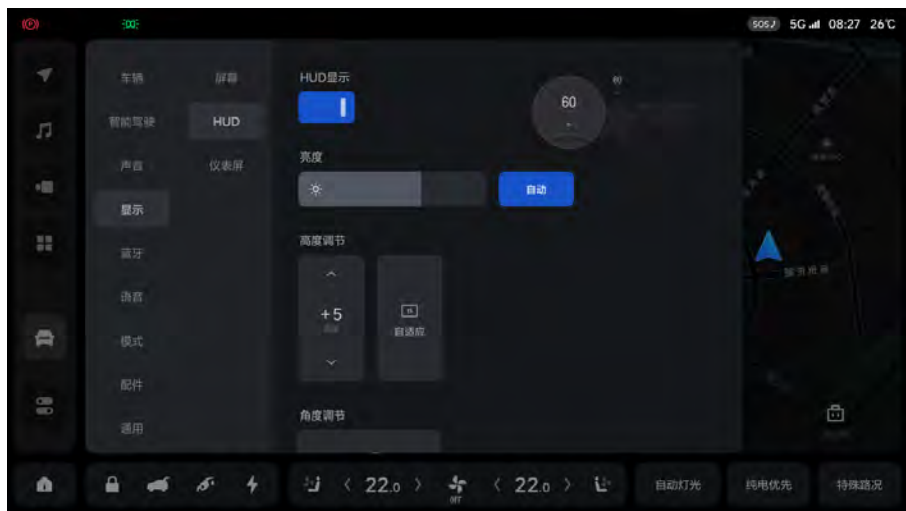 SOS 5G 08:27 26℃
车辆
智能驾驶
声音
显示
蓝牙
语音
模式
配件
通用
屏幕
HUD
仪表屏
HUD显示
60
60
亮度
自动
高度调节
+5
自适应
角度调节
22.0
OFF
22.0
自动灯光
纯电优先
特殊路况